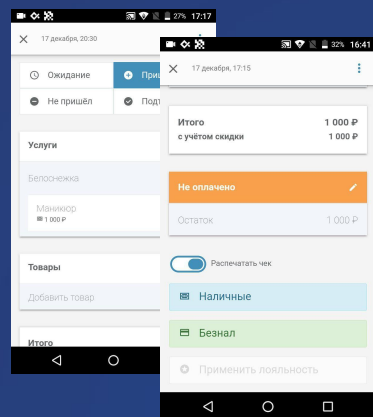 27% 17:17
17 декабря, 20:30
Ожидание
Не пришёл
Услуги
Белоснежка
Маникюр
1 000 ₽
Товары
Добавить товар
Итого
32% 16:41
17 декабря, 17:15
Итого 1 000 ₽
с учётом скидки 1 000 ₽
Не оплачено
Остаток 1 000 ₽
Распечатать чек
Наличные
Безнал
Применить лояльность